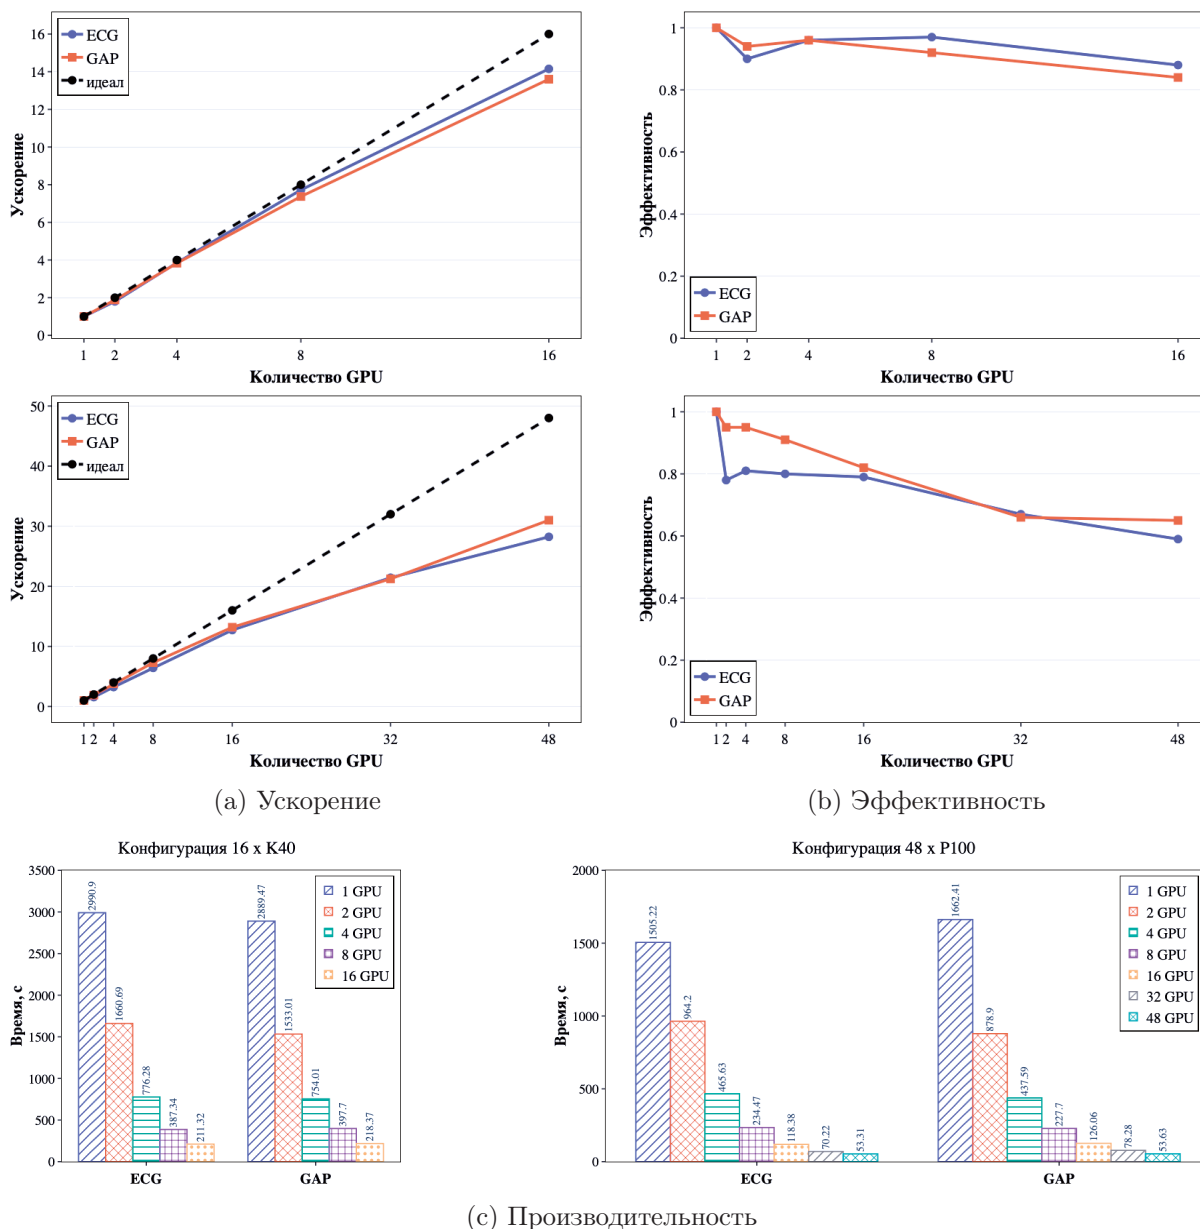 ECG
GAP
идеал
Ускорение
16
14
12
10
8
6
4
2
0
1 2 4 8 16
Количество GPU
Эффективность
1
0.8
0.6
0.4
0.2
0
ECG
GAP
1 2 4 8 16
Количество GPU
ECG
GAP
идеал
Ускорение
50
40
30
20
10
0
1 2 4 8 16 32 48
Количество GPU
Эффективность
1
0.8
0.6
0.4
0.2
0
ECG
GAP
1 2 4 8 16 32 48
Количество GPU
(a) Ускорение
(b) Эффективность
Конфигурация 16 x K40
Время, с
3500
3000
2500
2000
1500
1000
500
0
2990.9
1660.69
776.28
387.34
211.32
2889.47
1533.01
754.01
397.7
218.37
1 GPU
2 GPU
4 GPU
8 GPU
16 GPU
ECG GAP
Конфигурация 48 x P100
Время, с
2000
1500
1000
500
0
1505.22
964.2
465.63
234.47
118.38
70.22
53.31
1662.41
878.9
437.59
227.7
126.06
78.28
53.63
1 GPU
2 GPU
4 GPU
8 GPU
16 GPU
32 GPU
48 GPU
ECG GAP
(c) Производительность